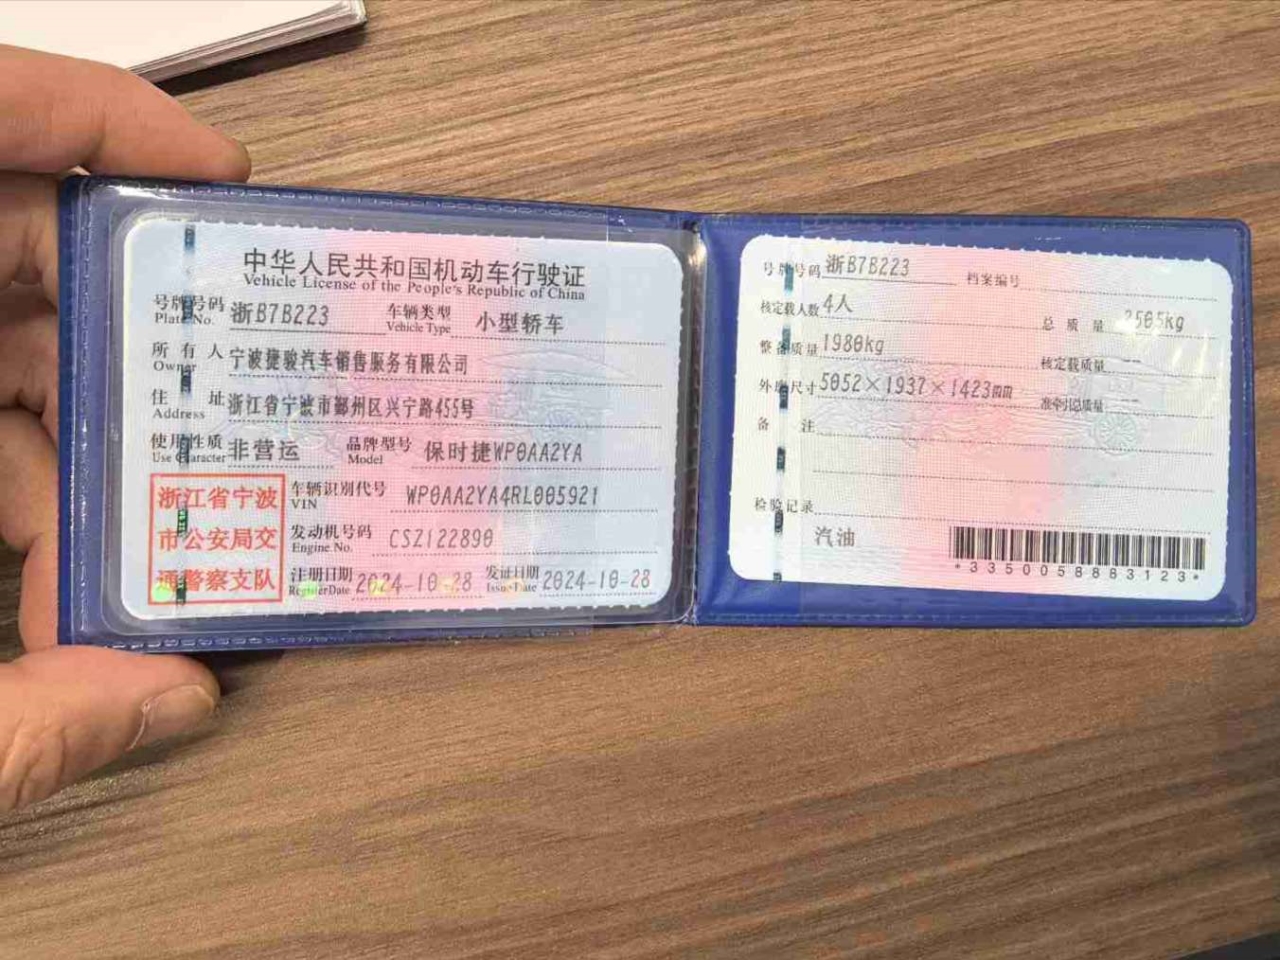 中华人民共和国机动车行驶证
Vehicle License of the People's Republic of China
号牌号码 浙B7B223 车辆类型 小型轿车
Plate No. Vehicle Type
所有人 宁波捷骏汽车销售服务有限公司
Owner
住址 浙江省宁波市鄞州区兴宁路455号
Address
使用性质 非营运 品牌型号 保时捷WP0AA2YA
Use Character Model
浙江省宁波
市公安局交
通警察支队
车辆识别代号 WP0AA2YA4RL005921
VIN
发动机号码 CSZ122890
Engine No.
注册日期 2024-10-28 发证日期 2024-10-28
Register Date Issue Date
号牌号码 浙B7B223 档案编号
核定载人数 4人 总质量 2505kg
整备质量 1980kg 核定载质量 --
外廓尺寸 5052×1937×1423mm 准牵引总质量 --
备注
检验记录
汽油
*3350058883123*